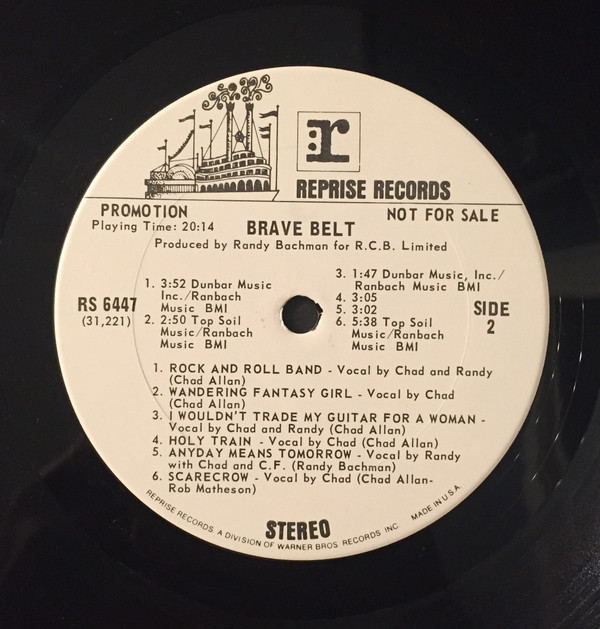 :r
REPRISE RECORDS
PROMOTION
NOT FOR SALE
Playing Time: 20:14
BRAVE BELT
Produced by Randy Bachman for R.C.B. Limited
RS 6447
(31,221)
1. 3:52 Dunbar Music
Inc./Ranbach
Music BMI
2. 2:50 Top Soil
Music/Ranbach
Music BMI
3. 1:47 Dunbar Music, Inc./
Ranbach Music BMI
4. 3:05
5. 3:02
6. 5:38 Top Soil
Music/Ranbach
Music BMI
SIDE
2
1. ROCK AND ROLL BAND - Vocal by Chad and Randy
(Chad Allan)
2. WANDERING FANTASY GIRL - Vocal by Chad
(Chad Allan)
3. I WOULDN'T TRADE MY GUITAR FOR A WOMAN -
Vocal by Chad and Randy (Chad Allan)
4. HOLY TRAIN - Vocal by Chad (Chad Allan)
5. ANYDAY MEANS TOMORROW - Vocal by Randy
with Chad and C.F. (Randy Bachman)
6. SCARECROW - Vocal by Chad (Chad Allan-
Rob Matheson)
STEREO
REPRISE RECORDS, A DIVISION OF WARNER BROS. RECORDS INC. MADE IN U.S.A.